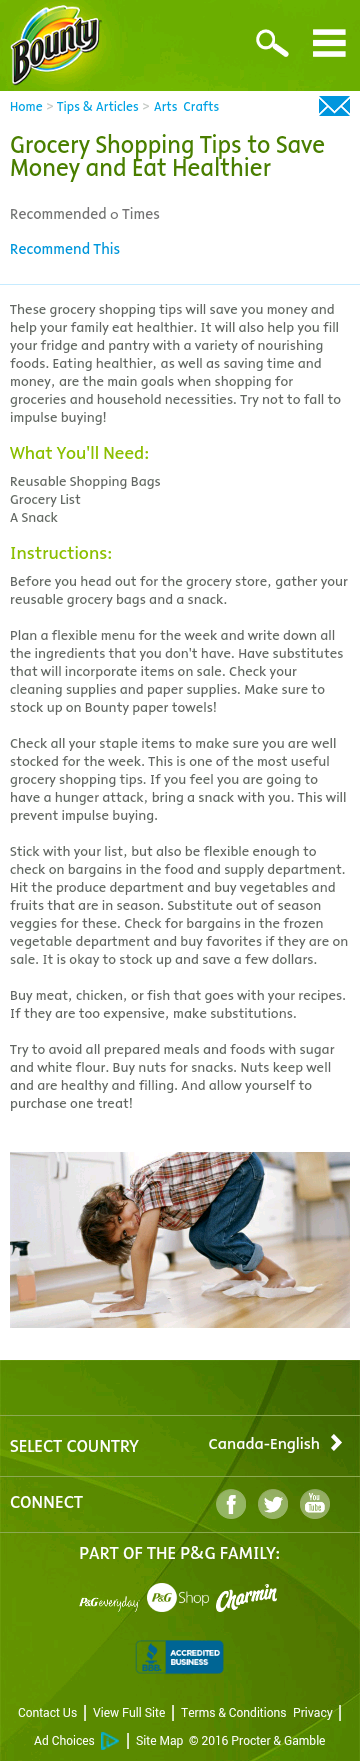 Bounty
Home > Tips & Articles > Arts Crafts
Grocery Shopping Tips to Save
Money and Eat Healthier
Recommended 0 Times
Recommend This
These grocery shopping tips will save you money and
help your family eat healthier. It will also help you fill
your fridge and pantry with a variety of nourishing
foods. Eating healthier, as well as saving time and
money, are the main goals when shopping for
groceries and household necessities. Try not to fall to
impulse buying!
What You'll Need:
Reusable Shopping Bags
Grocery List
A Snack
Instructions:
Before you head out for the grocery store, gather your
reusable grocery bags and a snack.
Plan a flexible menu for the week and write down all
the ingredients that you don't have. Have substitutes
that will incorporate items on sale. Check your
cleaning supplies and paper supplies. Make sure to
stock up on Bounty paper towels!
Check all your staple items to make sure you are well
stocked for the week. This is one of the most useful
grocery shopping tips. If you feel you are going to
have a hunger attack, bring a snack with you. This will
prevent impulse buying.
Stick with your list, but also be flexible enough to
check on bargains in the food and supply department.
Hit the produce department and buy vegetables and
fruits that are in season. Substitute out of season
veggies for these. Check for bargains in the frozen
vegetable department and buy favorites if they are on
sale. It is okay to stock up and save a few dollars.
Buy meat, chicken, or fish that goes with your recipes.
If they are too expensive, make substitutions.
Try to avoid all prepared meals and foods with sugar
and white flour. Buy nuts for snacks. Nuts keep well
and are healthy and filling. And allow yourself to
purchase one treat!
SELECT COUNTRY Canada-English
CONNECT f You Tube
PART OF THE P&G FAMILY:
P&G everyday P&G Shop Charmin
BBB ACCREDITED
BUSINESS
Contact Us | View Full Site | Terms & Conditions Privacy |
Ad Choices | Site Map © 2016 Procter & Gamble